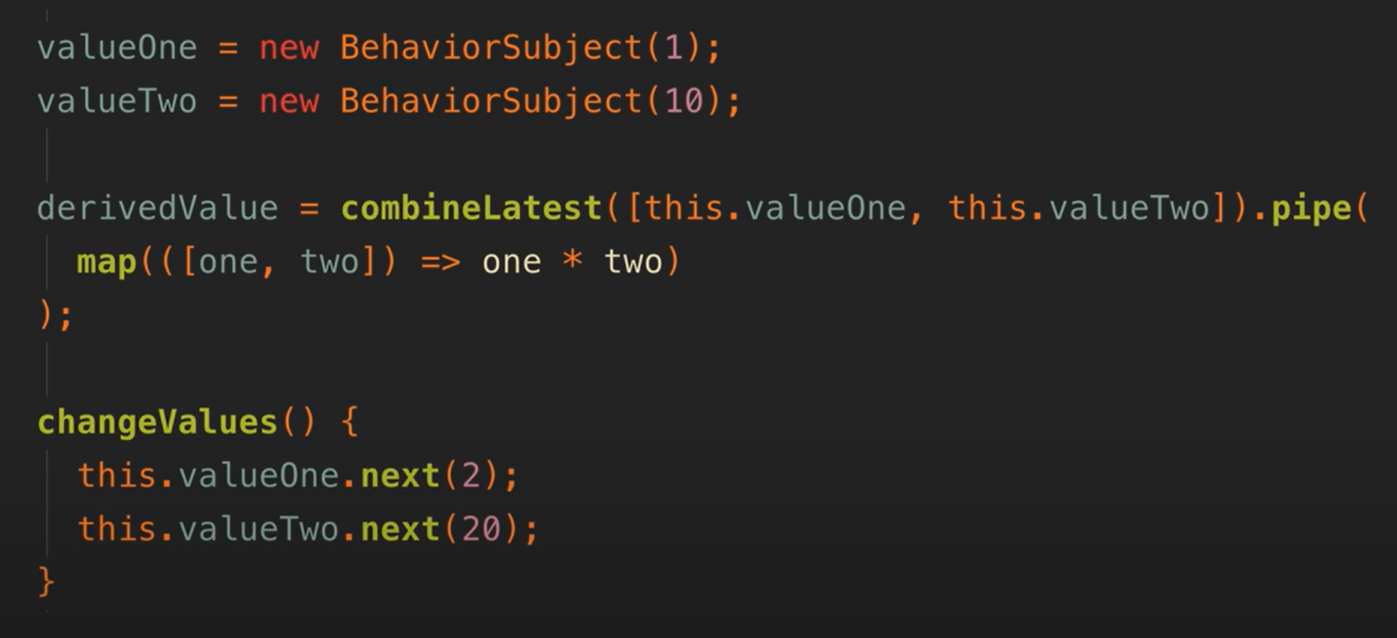 valueOne = new BehaviorSubject(1);
valueTwo = new BehaviorSubject(10);
derivedValue = combineLatest([this.valueOne, this.valueTwo]).pipe(
  map(([one, two]) => one * two)
);
changeValues() {
  this.valueOne.next(2);
  this.valueTwo.next(20);
}